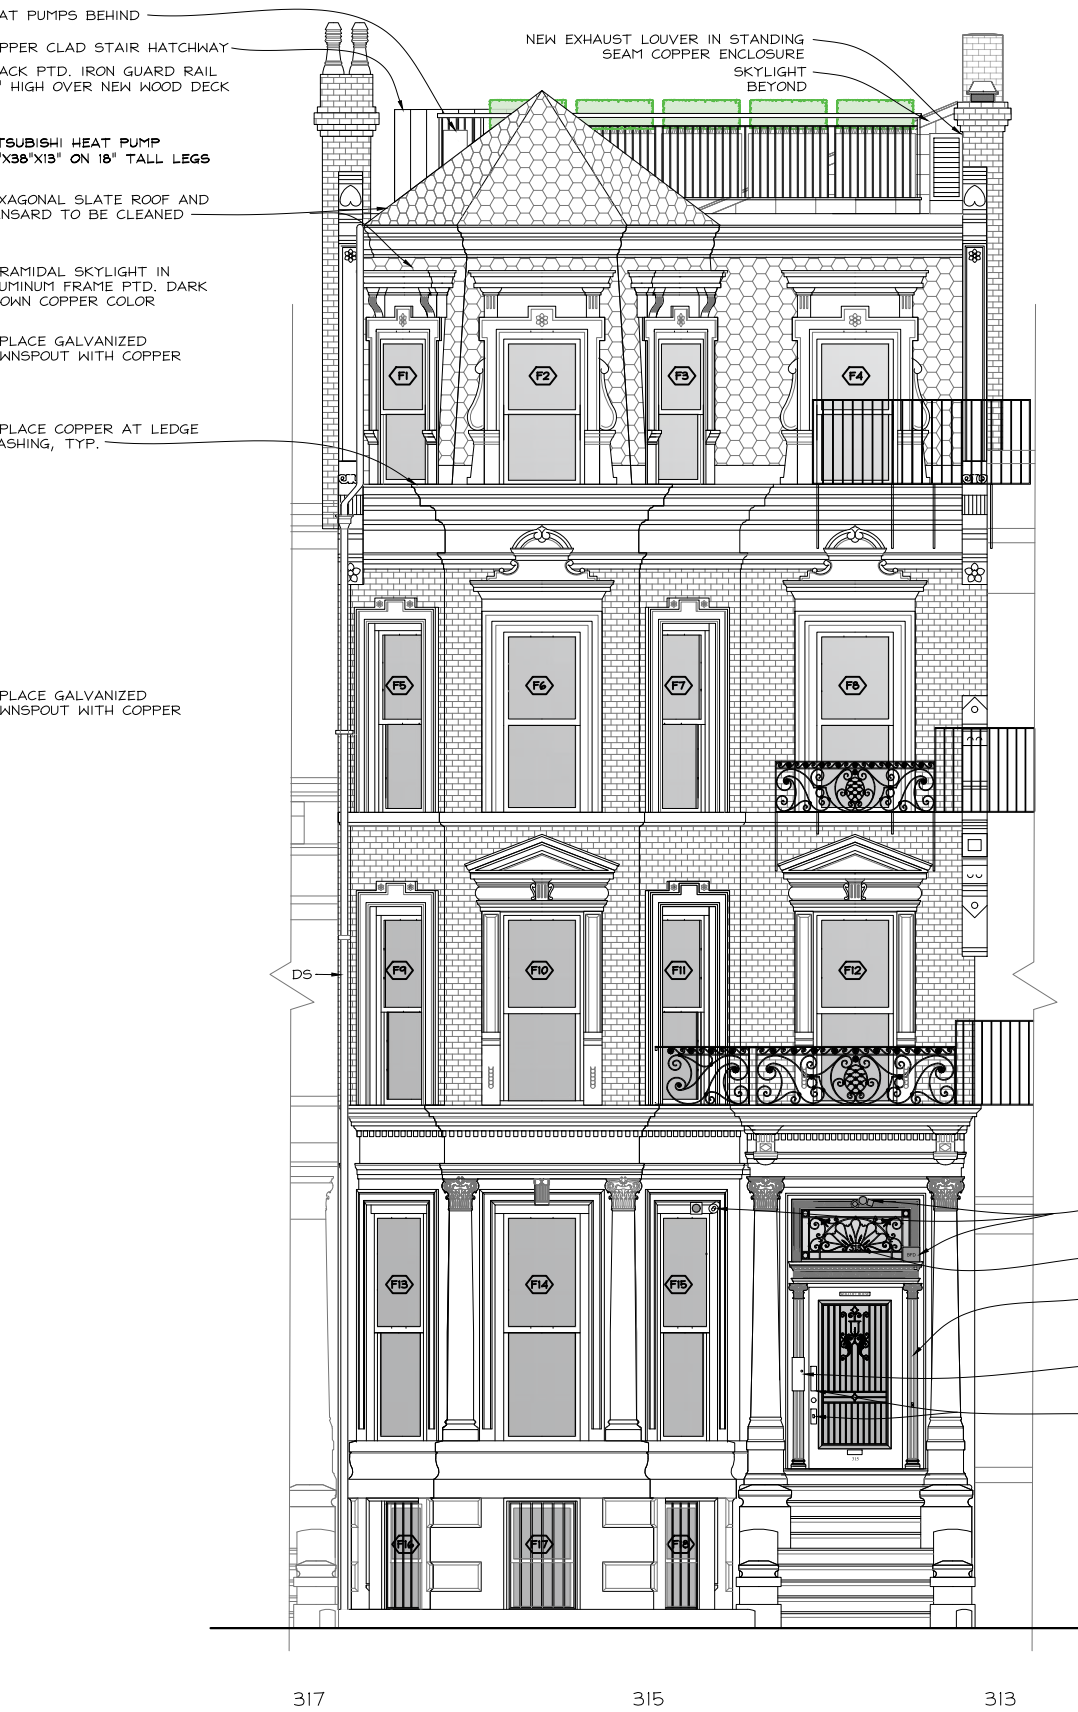 AT PUMPS BEHIND
PPER CLAD STAIR HATCHWAY
ACK PTD. IRON GUARD RAIL
" HIGH OVER NEW WOOD DECK
TSUBISHI HEAT PUMP
"X38"X13" ON 18" TALL LEGS
XAGONAL SLATE ROOF AND
ANSARD TO BE CLEANED
RAMIDAL SKYLIGHT IN
UMINUM FRAME PTD. DARK
OWN COPPER COLOR
PLACE GALVANIZED
WNSPOUT WITH COPPER
PLACE COPPER AT LEDGE
ASHING, TYP.
PLACE GALVANIZED
WNSPOUT WITH COPPER
NEW EXHAUST LOUVER IN STANDING
SEAM COPPER ENCLOSURE
SKYLIGHT
BEYOND
F1
F2
F3
F4
F5
F6
F7
F8
DS
F9
F10
F11
F12
F13
F14
F15
315
F16
F17
F18
317
315
313